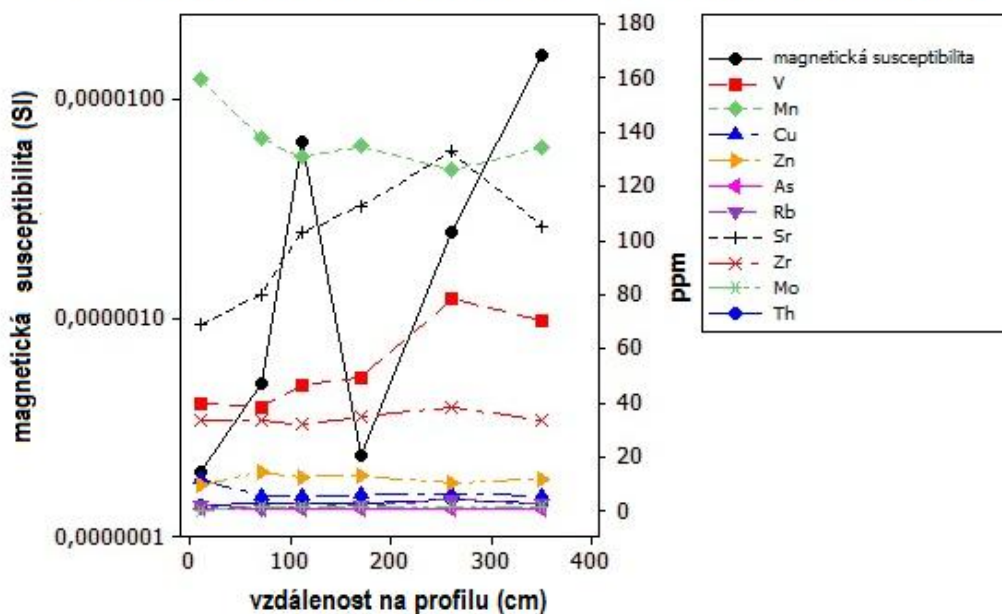 magnetická susceptibilita (SI)
0,0000100
0,0000010
0,0000001
0 100 200 300 400
vzdálenost na profilu (cm)
180
160
140
120
100
80
60
40
20
0
ppm
magnetická susceptibilita
V
Mn
Cu
Zn
As
Rb
Sr
Zr
Mo
Th